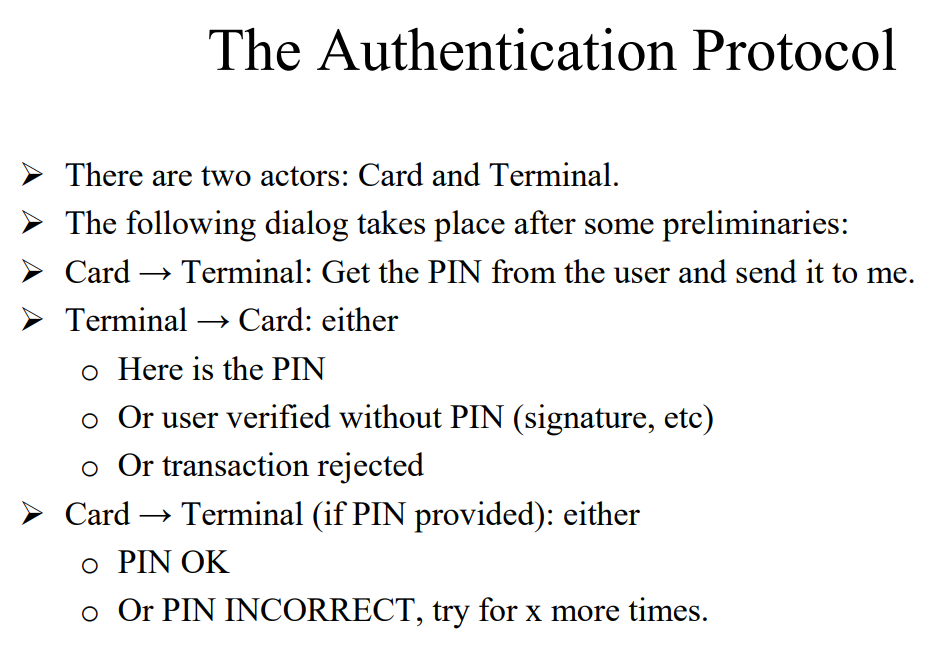 The Authentication Protocol
➢ There are two actors: Card and Terminal.
➢ The following dialog takes place after some preliminaries:
➢ Card → Terminal: Get the PIN from the user and send it to me.
➢ Terminal → Card: either
o Here is the PIN
o Or user verified without PIN (signature, etc)
o Or transaction rejected
➢ Card → Terminal (if PIN provided): either
o PIN OK
o Or PIN INCORRECT, try for x more times.